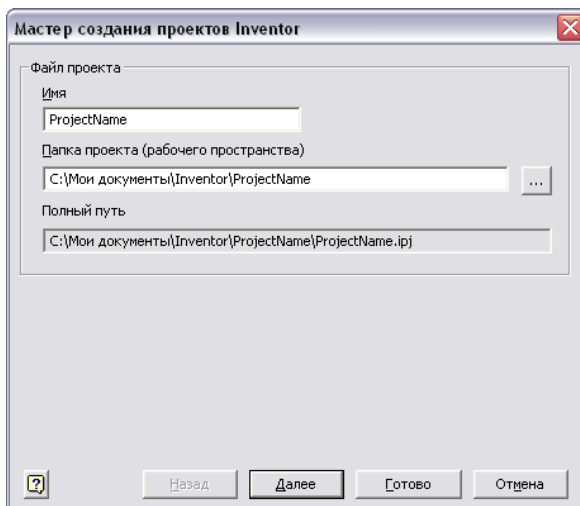 Мастер создания проектов Inventor
Файл проекта
Имя
ProjectName
Папка проекта (рабочего пространства)
C:\Мои документы\Inventor\ProjectName
...
Полный путь
C:\Мои документы\Inventor\ProjectName\ProjectName.ipj
? Назад Далее Готово Отмена